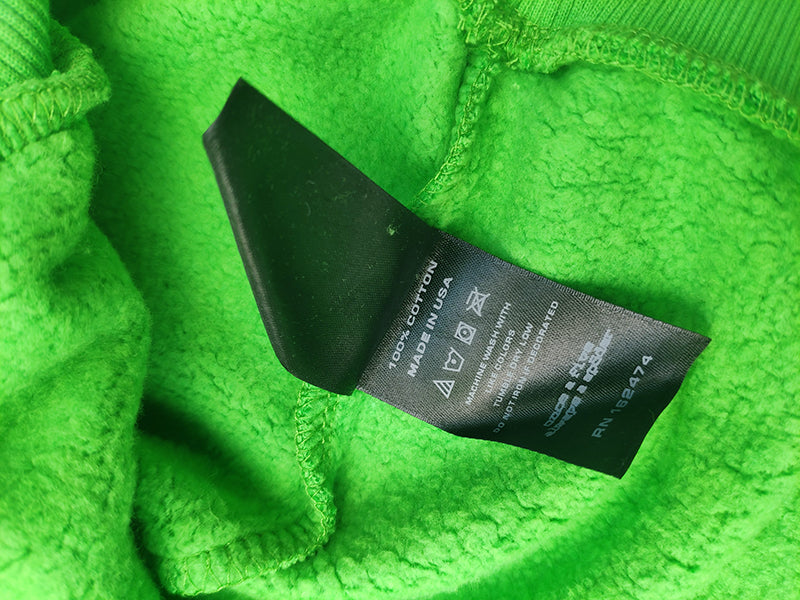 100% COTTON
MADE IN USA
MACHINE WASH WITH
LIKE COLORS
TUMBLE DRY LOW
DO NOT IRON IF DECORATED
RN 162474